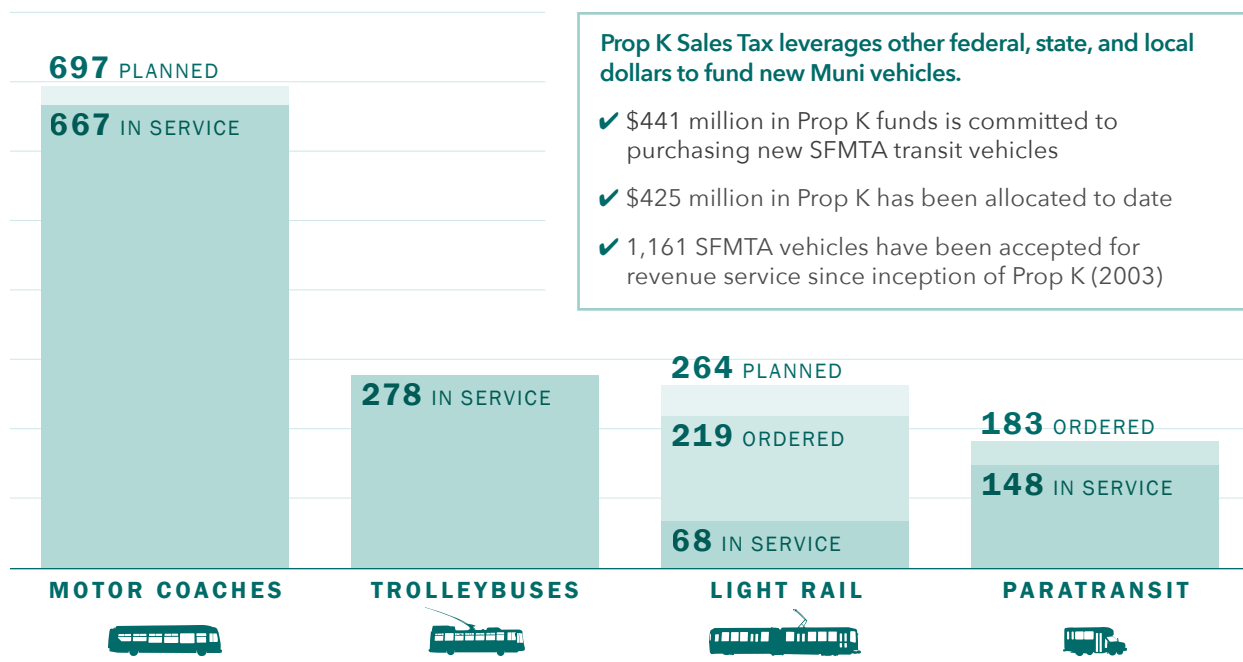 697 PLANNED
667 IN SERVICE
Prop K Sales Tax leverages other federal, state, and local
dollars to fund new Muni vehicles.
✔ $441 million in Prop K funds is committed to
purchasing new SFMTA transit vehicles
✔ $425 million in Prop K has been allocated to date
✔ 1,161 SFMTA vehicles have been accepted for
revenue service since inception of Prop K (2003)
278 IN SERVICE
264 PLANNED
219 ORDERED
68 IN SERVICE
183 ORDERED
148 IN SERVICE
MOTOR COACHES
TROLLEYBUSES
LIGHT RAIL
PARATRANSIT